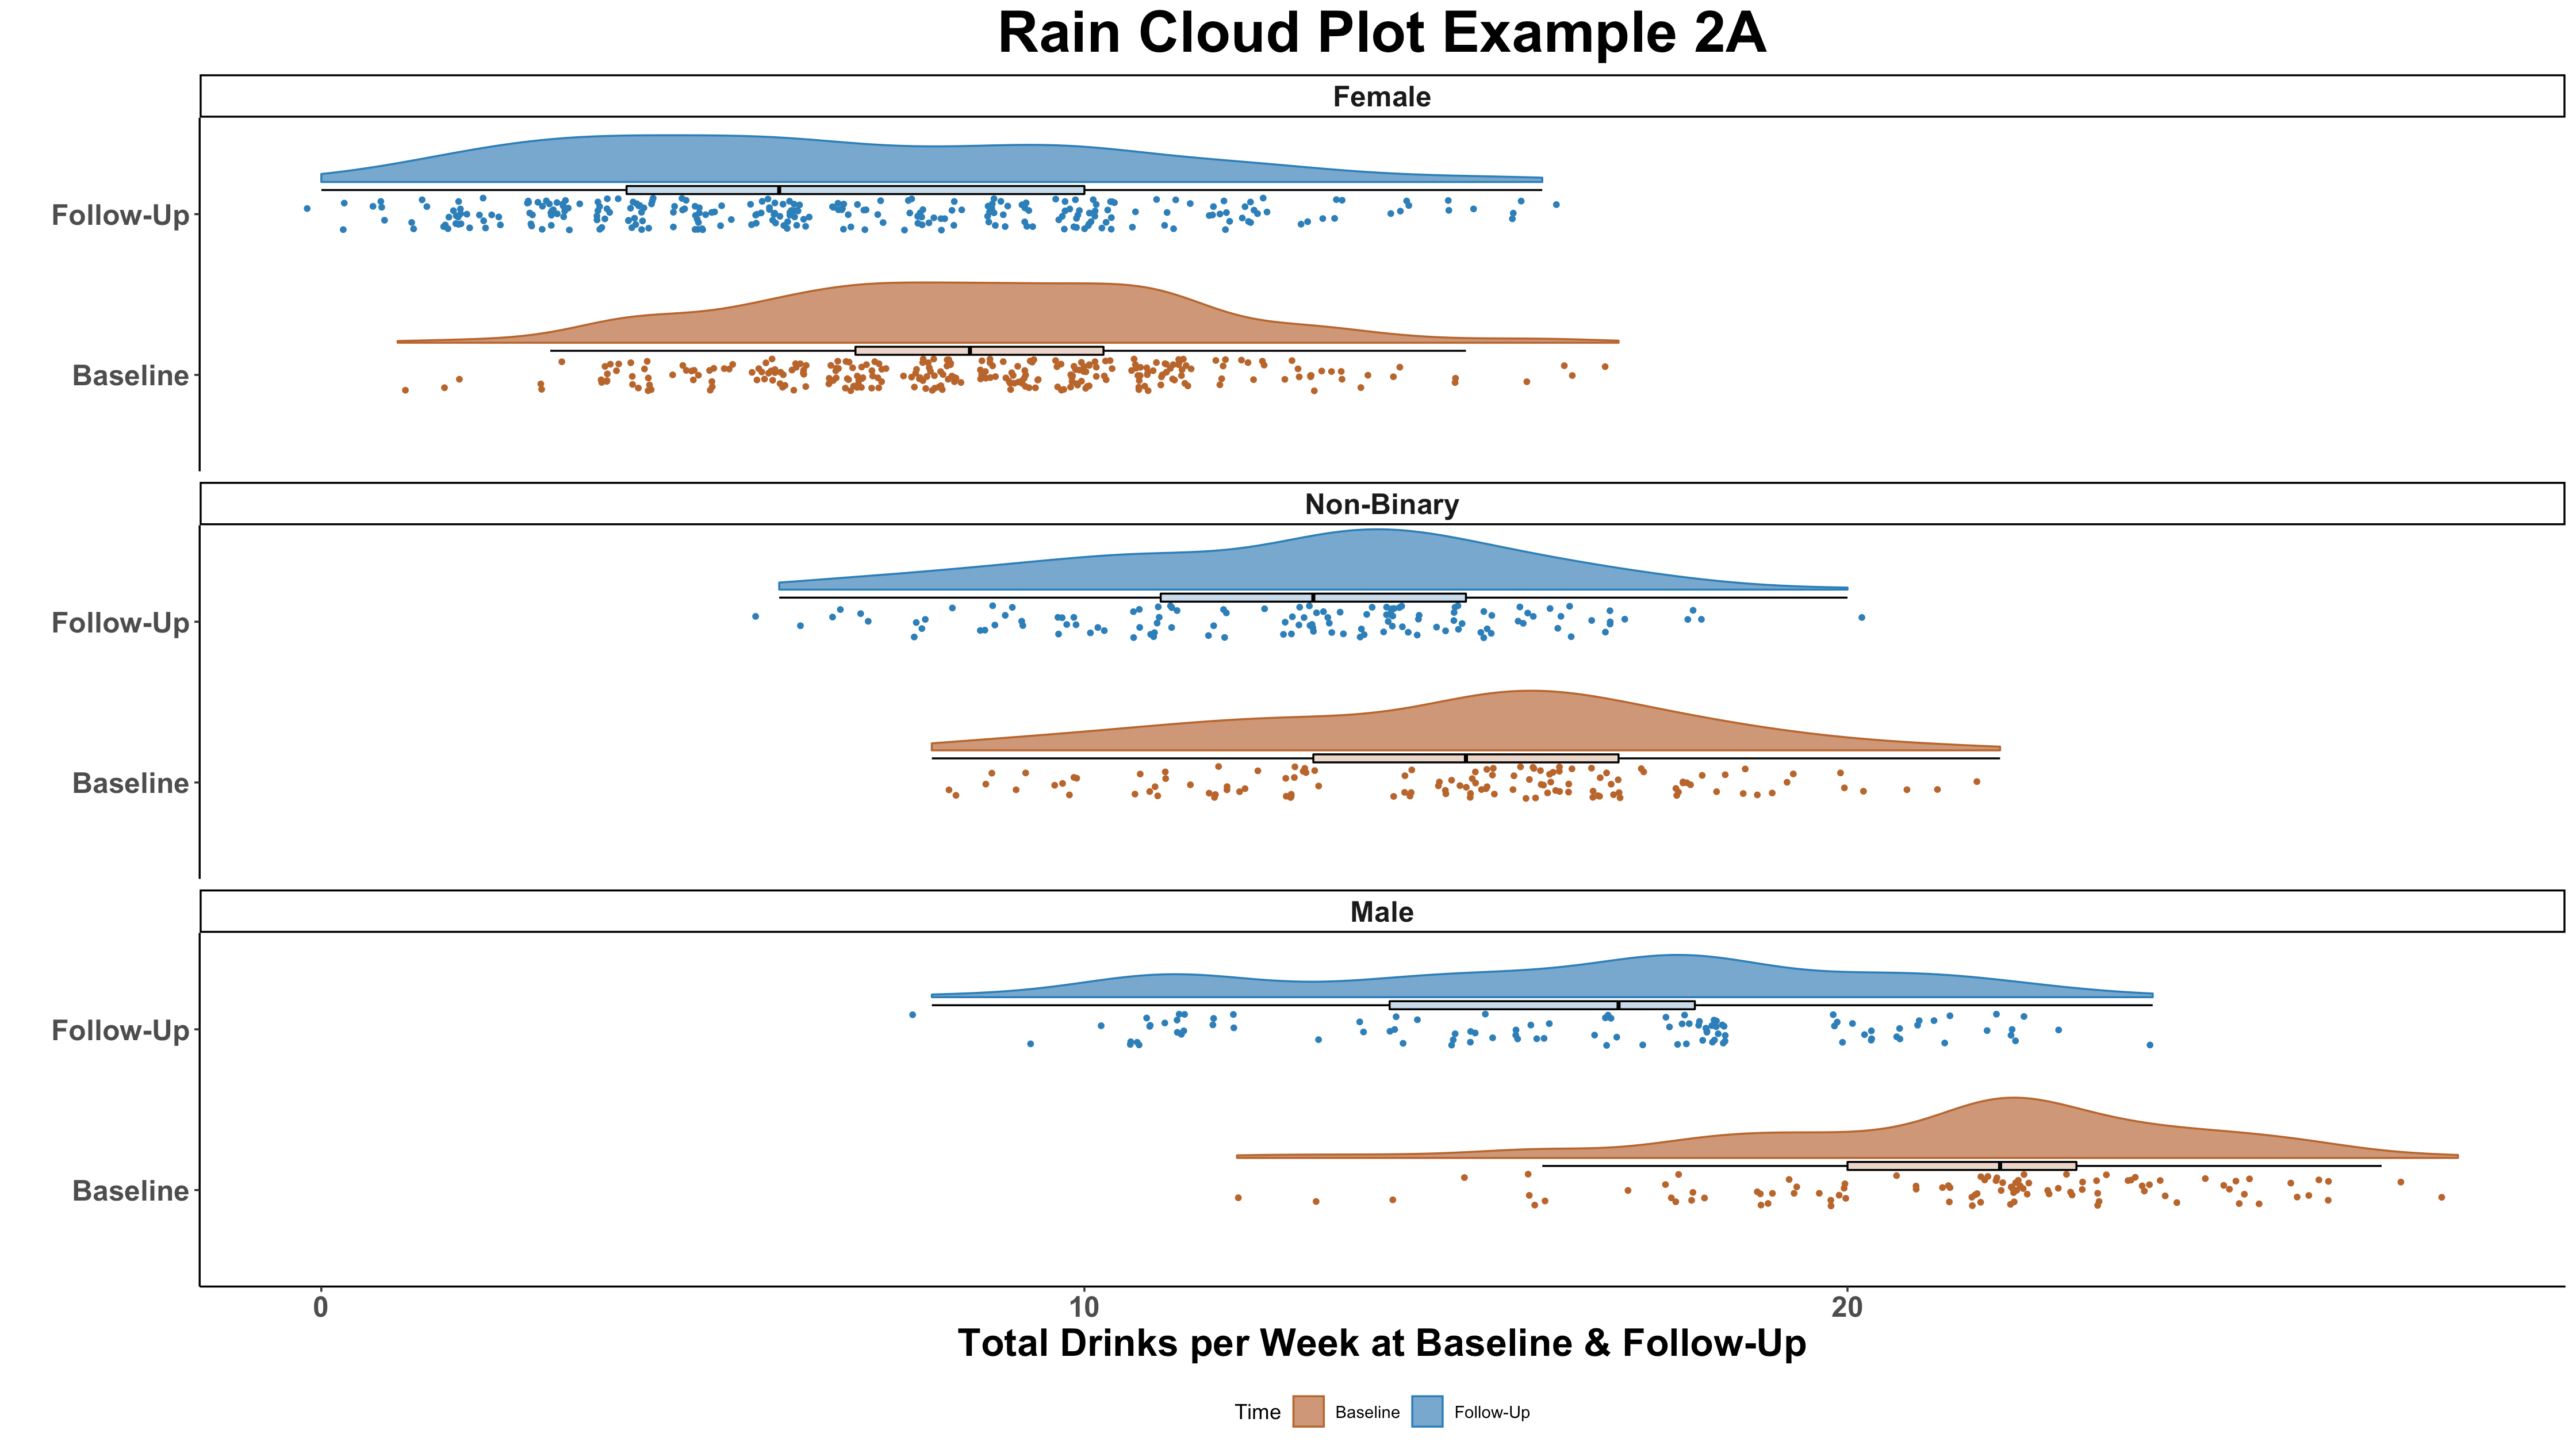 Rain Cloud Plot Example 2A
Female
Follow-Up
Baseline
Non-Binary
Follow-Up
Baseline
Male
Follow-Up
Baseline
0 10 20
Total Drinks per Week at Baseline & Follow-Up
Time Baseline Follow-Up